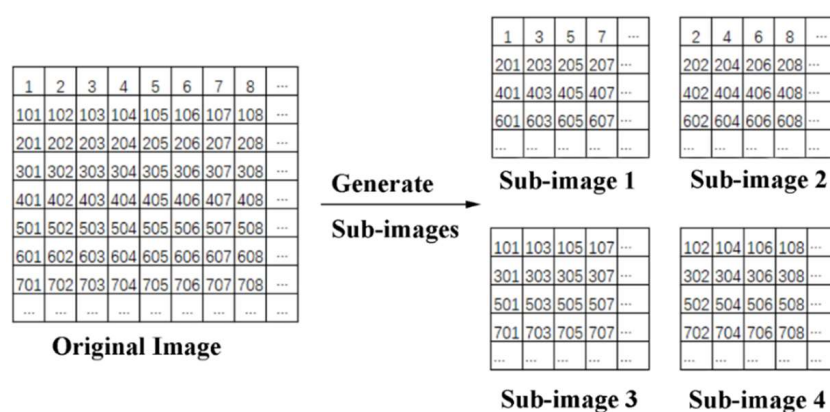 1 2 3 4 5 6 7 8 ...
101 102 103 104 105 106 107 108 ...
201 202 203 204 205 206 207 208 ...
301 302 303 304 305 306 307 308 ...
401 402 403 404 405 406 407 408 ...
501 502 503 504 505 506 507 508 ...
601 602 603 604 605 606 607 608 ...
701 702 703 704 705 706 707 708 ...
... ... ... ... ... ... ... ... ...
Original Image
Generate
Sub-images
1 3 5 7 ...
201 203 205 207 ...
401 403 405 407 ...
601 603 605 607 ...
... ... ... ... ...
Sub-image 1
2 4 6 8 ...
202 204 206 208 ...
402 404 406 408 ...
602 604 606 608 ...
... ... ... ... ...
Sub-image 2
101 103 105 107 ...
301 303 305 307 ...
501 503 505 507 ...
701 703 705 707 ...
... ... ... ... ...
Sub-image 3
102 104 106 108 ...
302 304 306 308 ...
502 504 506 508 ...
702 704 706 708 ...
... ... ... ... ...
Sub-image 4